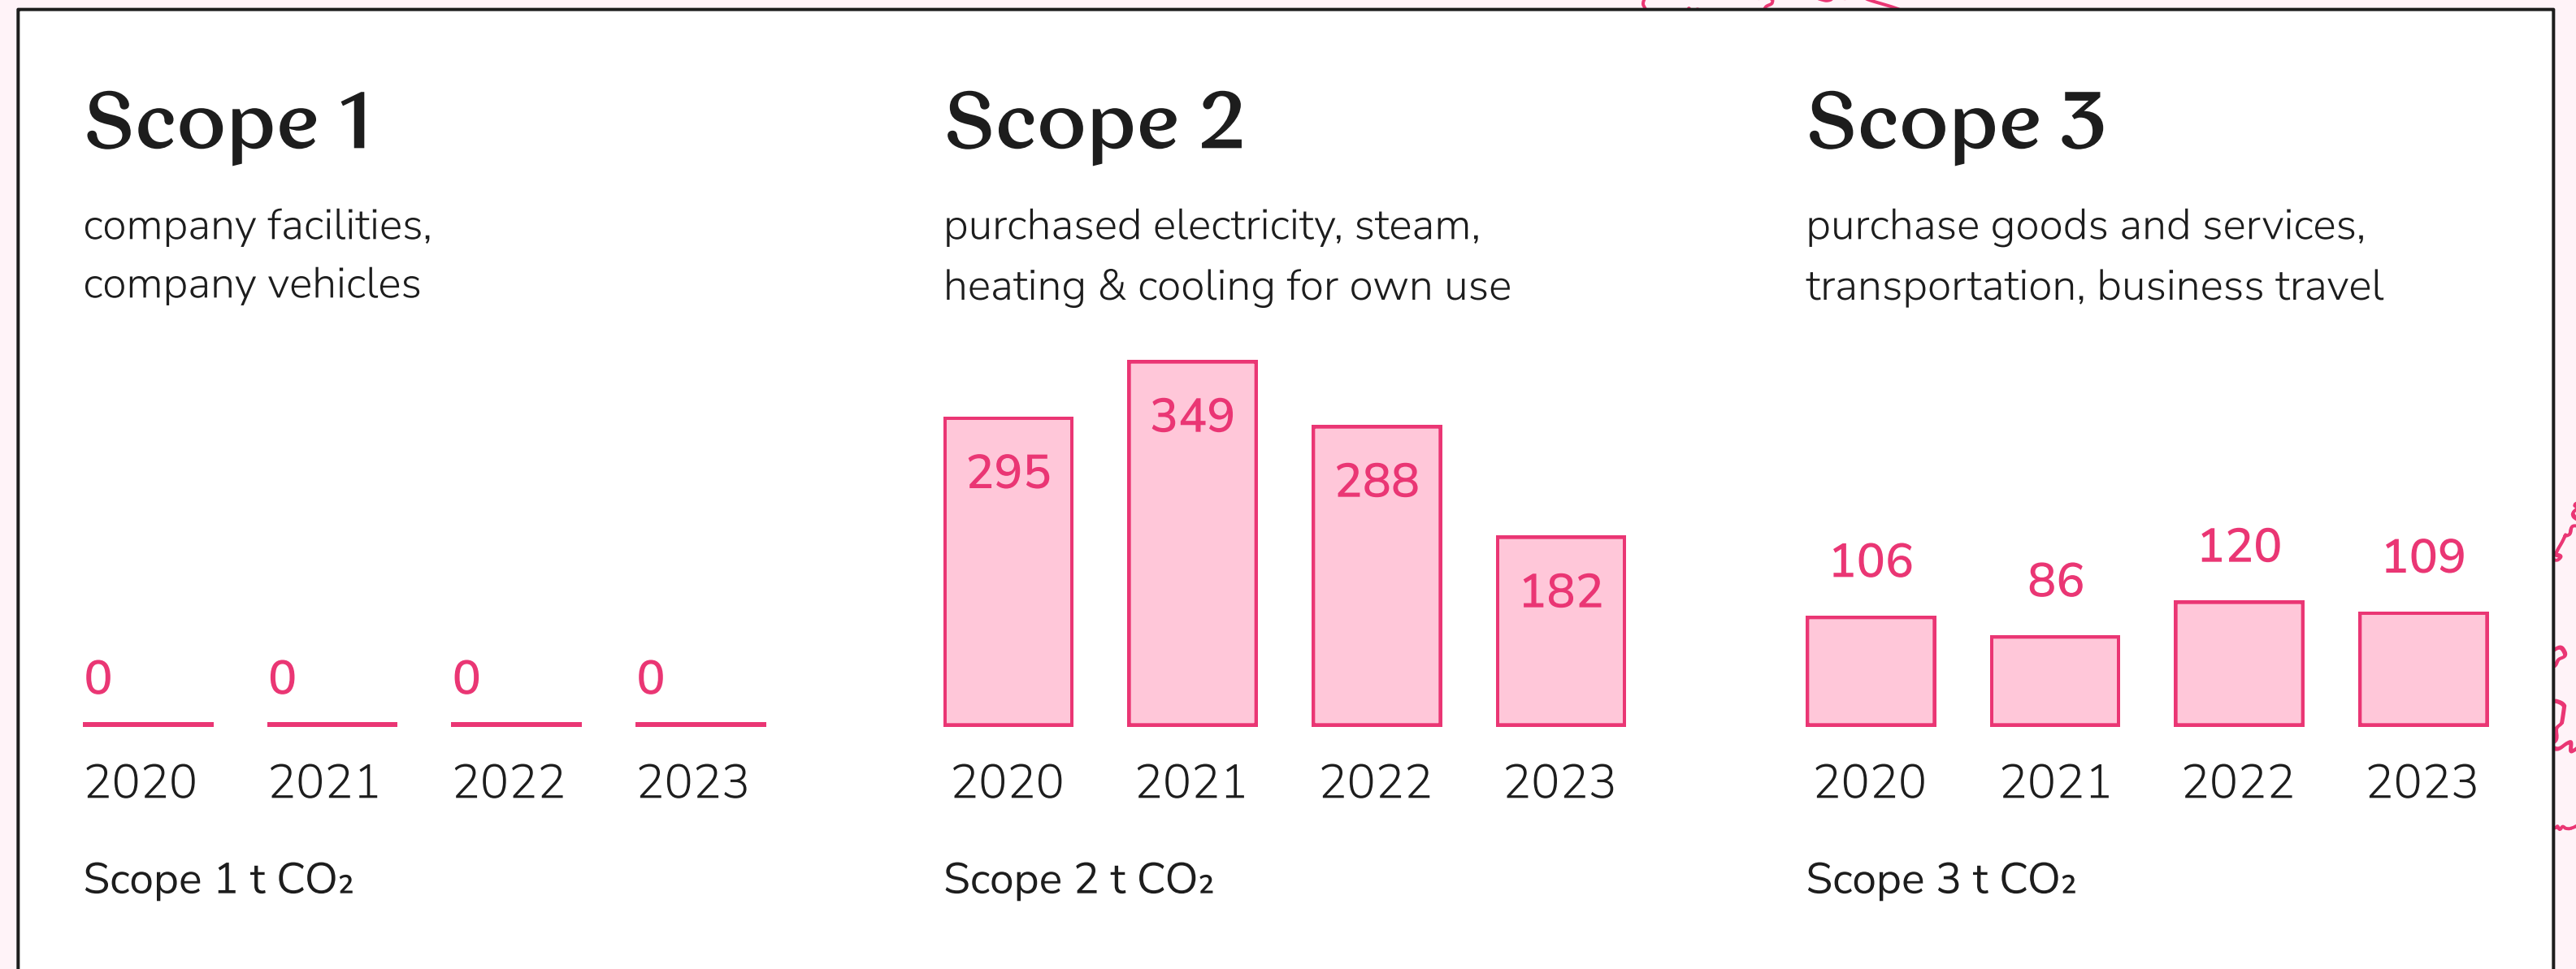 Scope 1
company facilities,
company vehicles
0 0 0 0
2020 2021 2022 2023
Scope 1 t CO₂
Scope 2
purchased electricity, steam,
heating & cooling for own use
295 349 288 182
2020 2021 2022 2023
Scope 2 t CO₂
Scope 3
purchase goods and services,
transportation, business travel
106 86 120 109
2020 2021 2022 2023
Scope 3 t CO₂